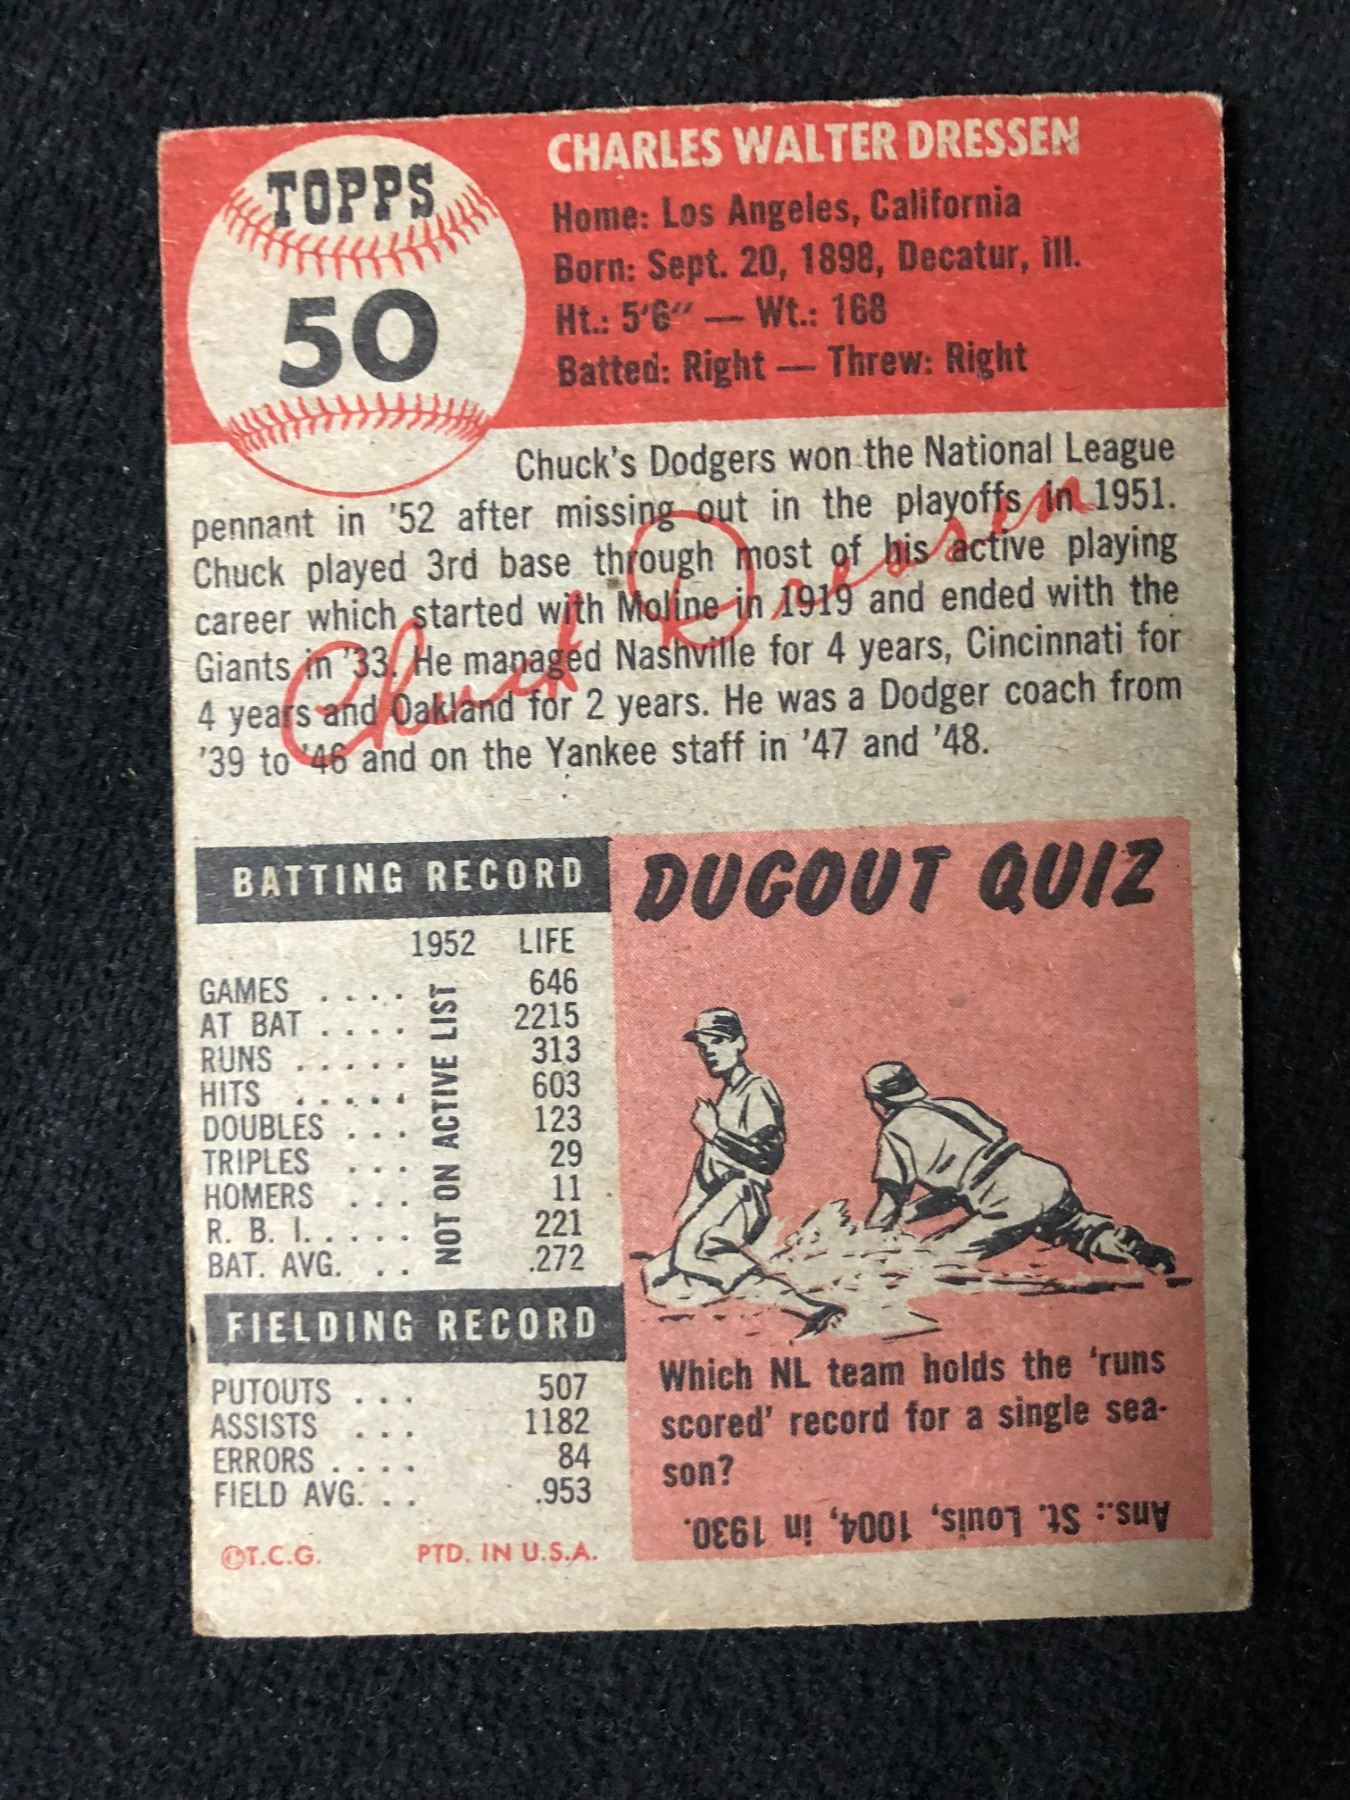 TOPPS
50
CHARLES WALTER DRESSEN
Home: Los Angeles, California
Born: Sept. 20, 1898, Decatur, Ill.
Ht.: 5'6" — Wt.: 168
Batted: Right — Threw: Right
Chuck's Dodgers won the National League
pennant in '52 after missing out in the playoffs in 1951.
Chuck played 3rd base through most of his active playing
career which started with Moline in 1919 and ended with the
Giants in '33. He managed Nashville for 4 years, Cincinnati for
4 years and Oakland for 2 years. He was a Dodger coach from
'39 to '46 and on the Yankee staff in '47 and '48.
Chuck Dressen
BATTING RECORD
1952 LIFE
GAMES .... 646
AT BAT .... 2215
RUNS ..... 313
HITS ..... 603
DOUBLES ... 123
TRIPLES ... 29
HOMERS ... 11
R. B. I. .... 221
BAT. AVG. .. .272
NOT ON ACTIVE LIST
FIELDING RECORD
PUTOUTS ... 507
ASSISTS ... 1182
ERRORS .... 84
FIELD AVG. .. .953
©T.C.G. PTD. IN U.S.A.
DUGOUT QUIZ
Which NL team holds the 'runs
scored' record for a single sea-
son?
Ans.: St. Louis, 1004, in 1930.